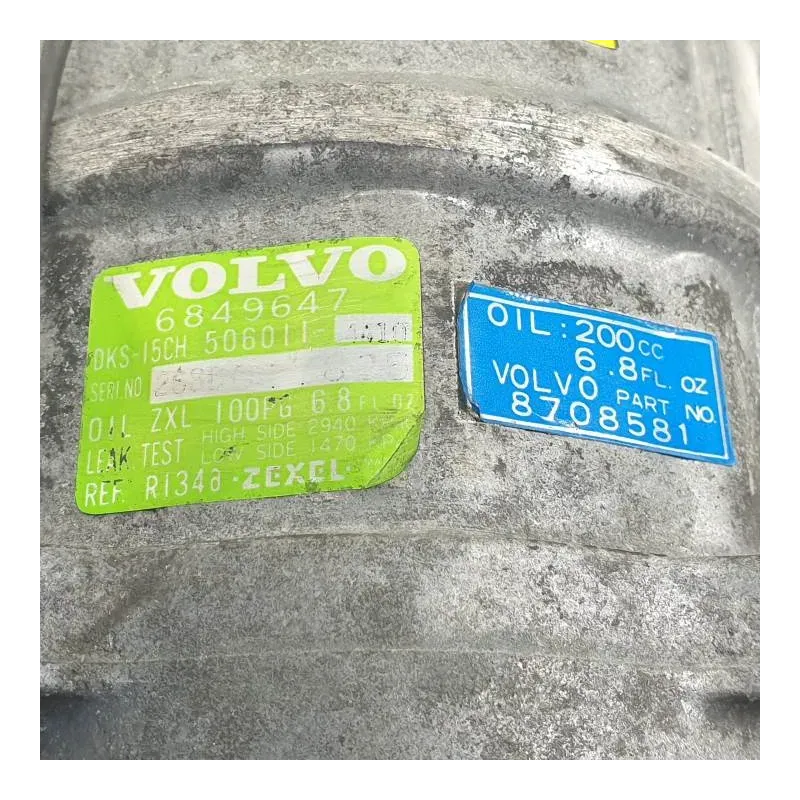 VOLVO
6849647
DKS-15CH 506011-1410
SERI.NO
OIL ZXL 100PG 6.8 FL OZ
LEAK TEST HIGH SIDE 2940
LOW SIDE 1470
REF. R134a ·ZEXEL·
OIL: 200CC
6.8FL. OZ
VOLVO PART NO.
8708581